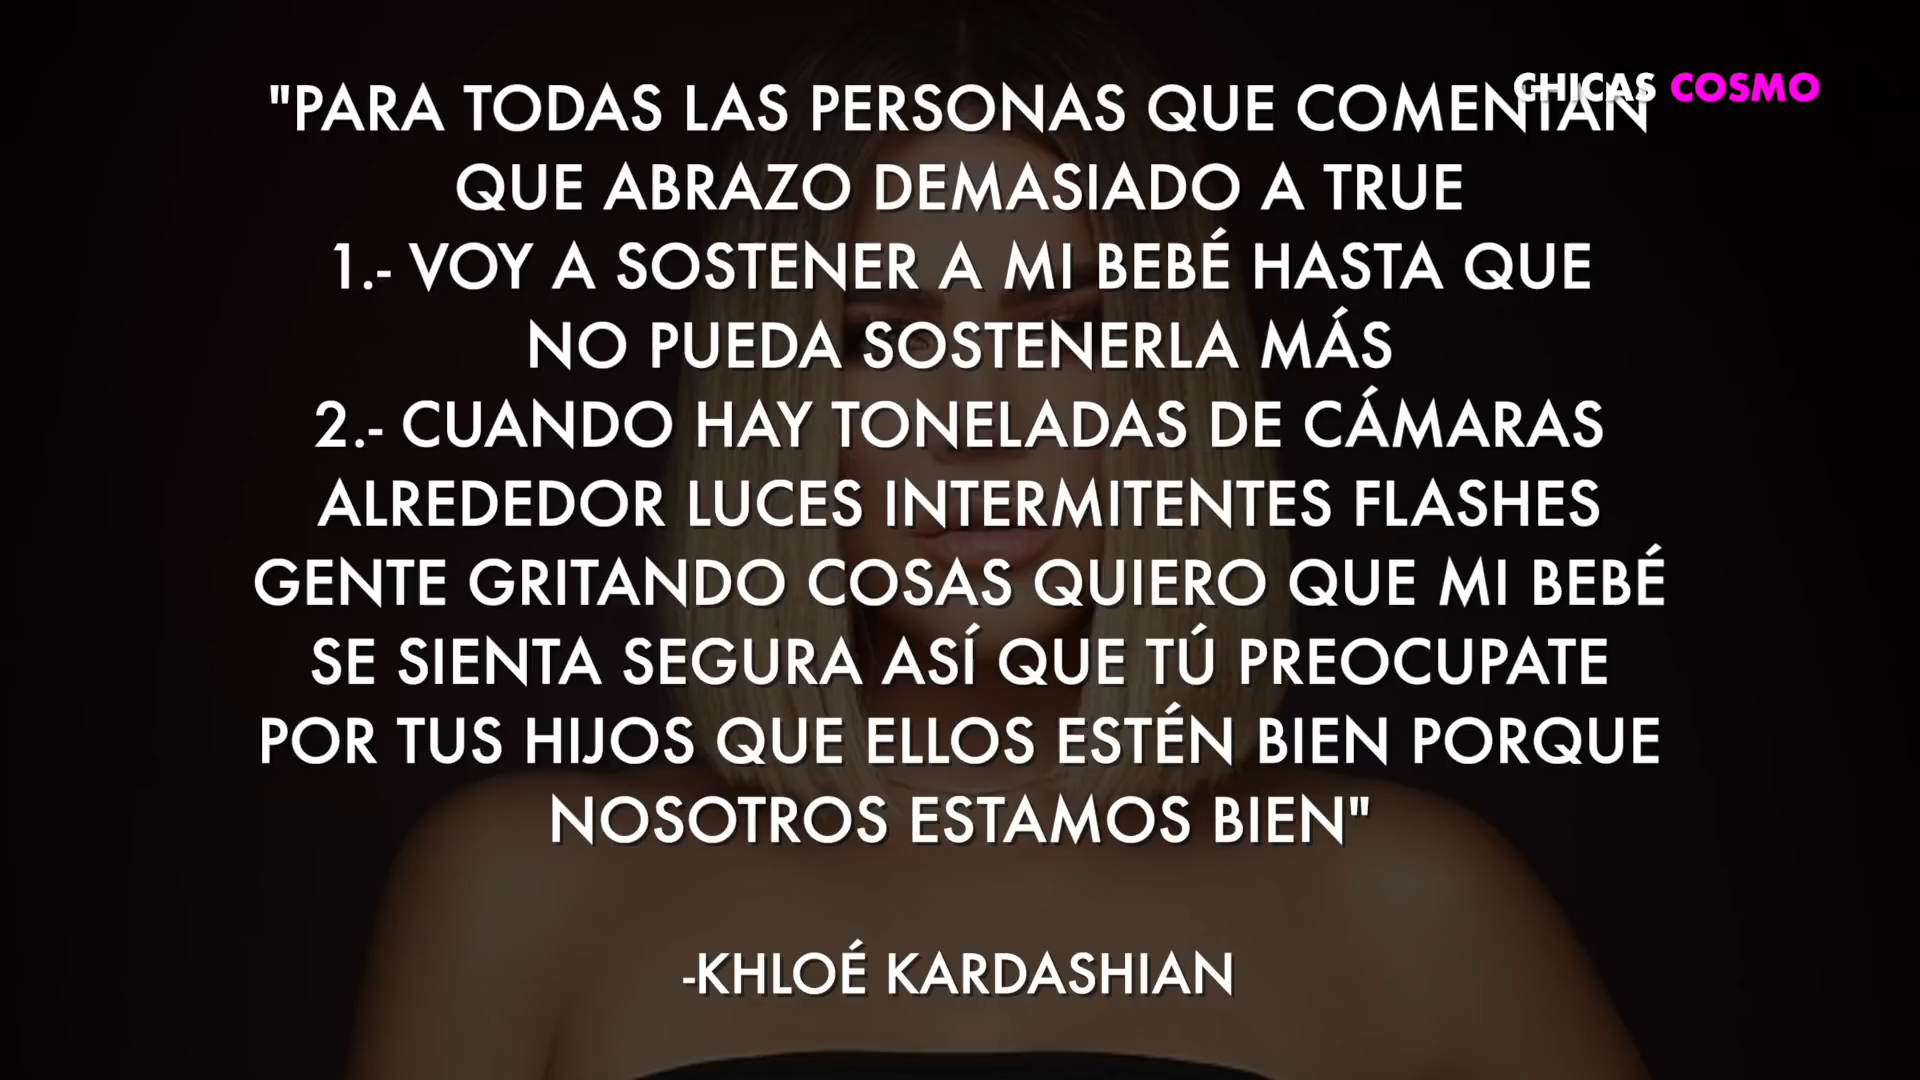 CHICAS COSMO
"PARA TODAS LAS PERSONAS QUE COMENTAN
QUE ABRAZO DEMASIADO A TRUE
1.- VOY A SOSTENER A MI BEBÉ HASTA QUE
NO PUEDA SOSTENERLA MÁS
2.- CUANDO HAY TONELADAS DE CÁMARAS
ALREDEDOR LUCES INTERMITENTES FLASHES
GENTE GRITANDO COSAS QUIERO QUE MI BEBÉ
SE SIENTA SEGURA ASÍ QUE TÚ PREOCUPATE
POR TUS HIJOS QUE ELLOS ESTÉN BIEN PORQUE
NOSOTROS ESTAMOS BIEN"
-KHLOÉ KARDASHIAN